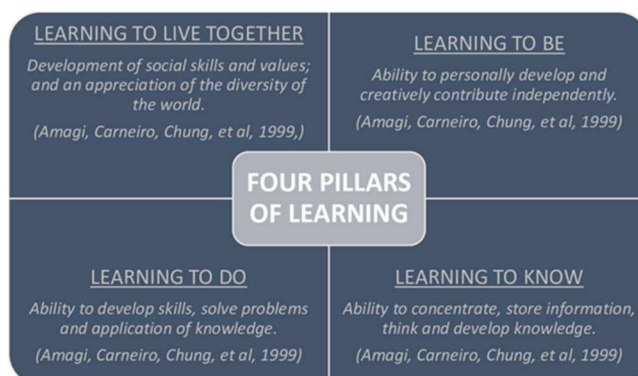 LEARNING TO LIVE TOGETHER
Development of social skills and values;
and an appreciation of the diversity of
the world.
(Amagi, Carneiro, Chung, et al, 1999,)
LEARNING TO BE
Ability to personally develop and
creatively contribute independently.
(Amagi, Carneiro, Chung, et al, 1999)
FOUR PILLARS
OF LEARNING
LEARNING TO DO
Ability to develop skills, solve problems
and application of knowledge.
(Amagi, Carneiro, Chung, et al, 1999)
LEARNING TO KNOW
Ability to concentrate, store information,
think and develop knowledge.
(Amagi, Carneiro, Chung, et al, 1999)